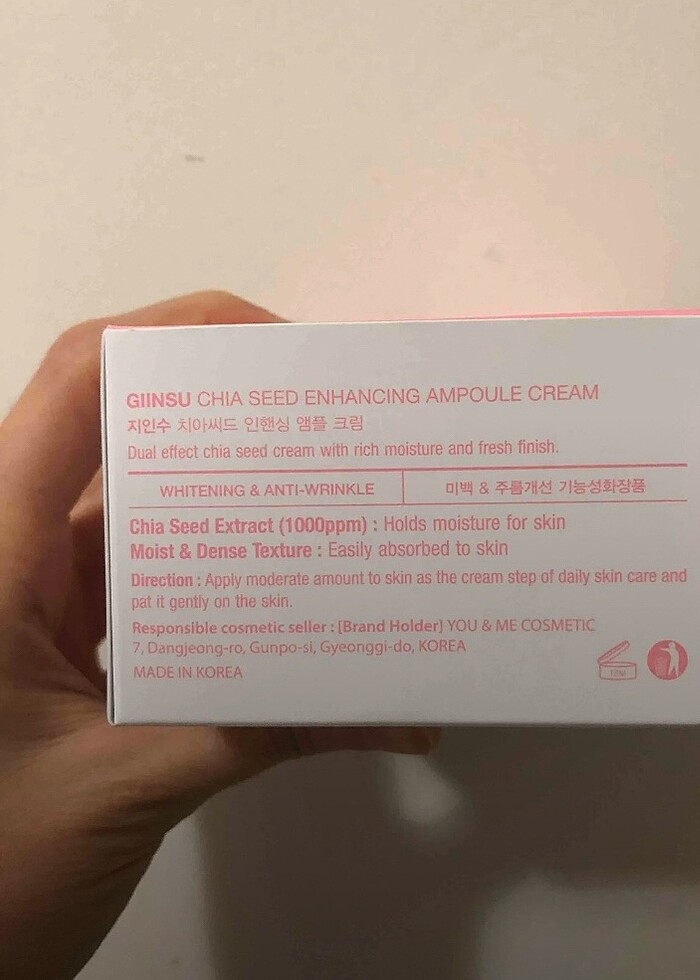 GIINSU CHIA SEED ENHANCING AMPOULE CREAM
지인수 치아씨드 인핸싱 앰플 크림
Dual effect chia seed cream with rich moisture and fresh finish.
WHITENING & ANTI-WRINKLE 미백 & 주름개선 기능성화장품
Chia Seed Extract (1000ppm) : Holds moisture for skin
Moist & Dense Texture : Easily absorbed to skin
Direction : Apply moderate amount to skin as the cream step of daily skin care and
pat it gently on the skin.
Responsible cosmetic seller : [Brand Holder] YOU & ME COSMETIC
7, Dangjeong-ro, Gunpo-si, Gyeonggi-do, KOREA
MADE IN KOREA
12M